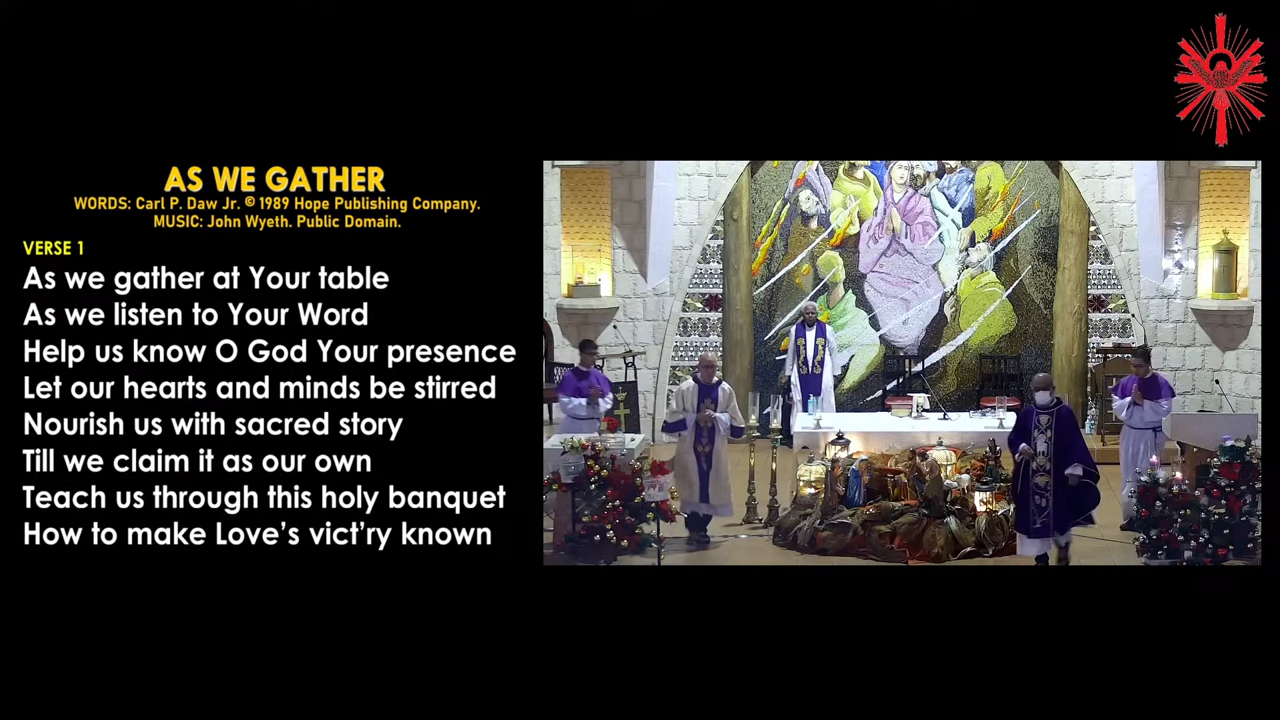 AS WE GATHER
WORDS: Carl P. Daw Jr. © 1989 Hope Publishing Company.
MUSIC: John Wyeth. Public Domain.
VERSE 1
As we gather at Your table
As we listen to Your Word
Help us know O God Your presence
Let our hearts and minds be stirred
Nourish us with sacred story
Till we claim it as our own
Teach us through this holy banquet
How to make Love's vict'ry known